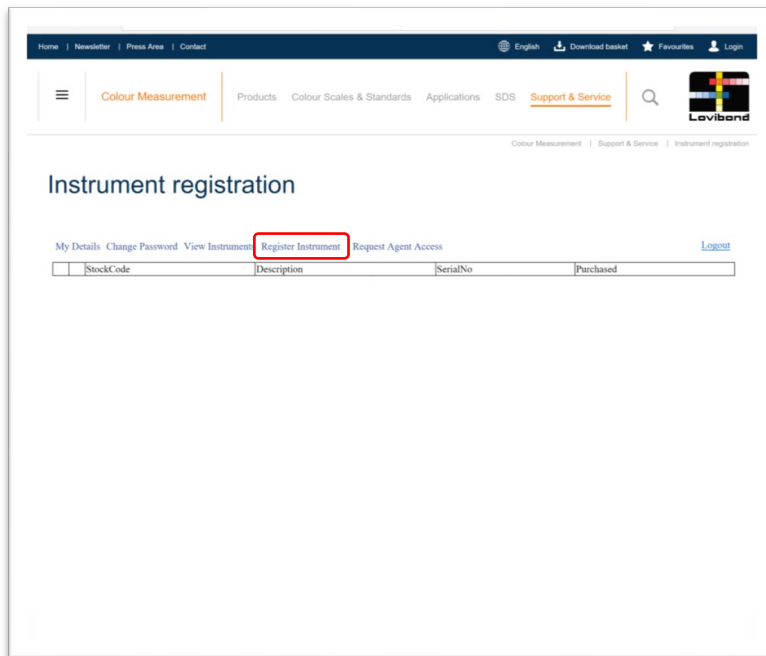 Home | Newsletter | Press Area | Contact English Download basket Favourites Login
Colour Measurement Products Colour Scales & Standards Applications SDS Support & Service
Lovibond
Colour Measurement | Support & Service | Instrument registration
Instrument registration
My Details Change Password View Instruments Register Instrument Request Agent Access Logout
StockCode Description SerialNo Purchased